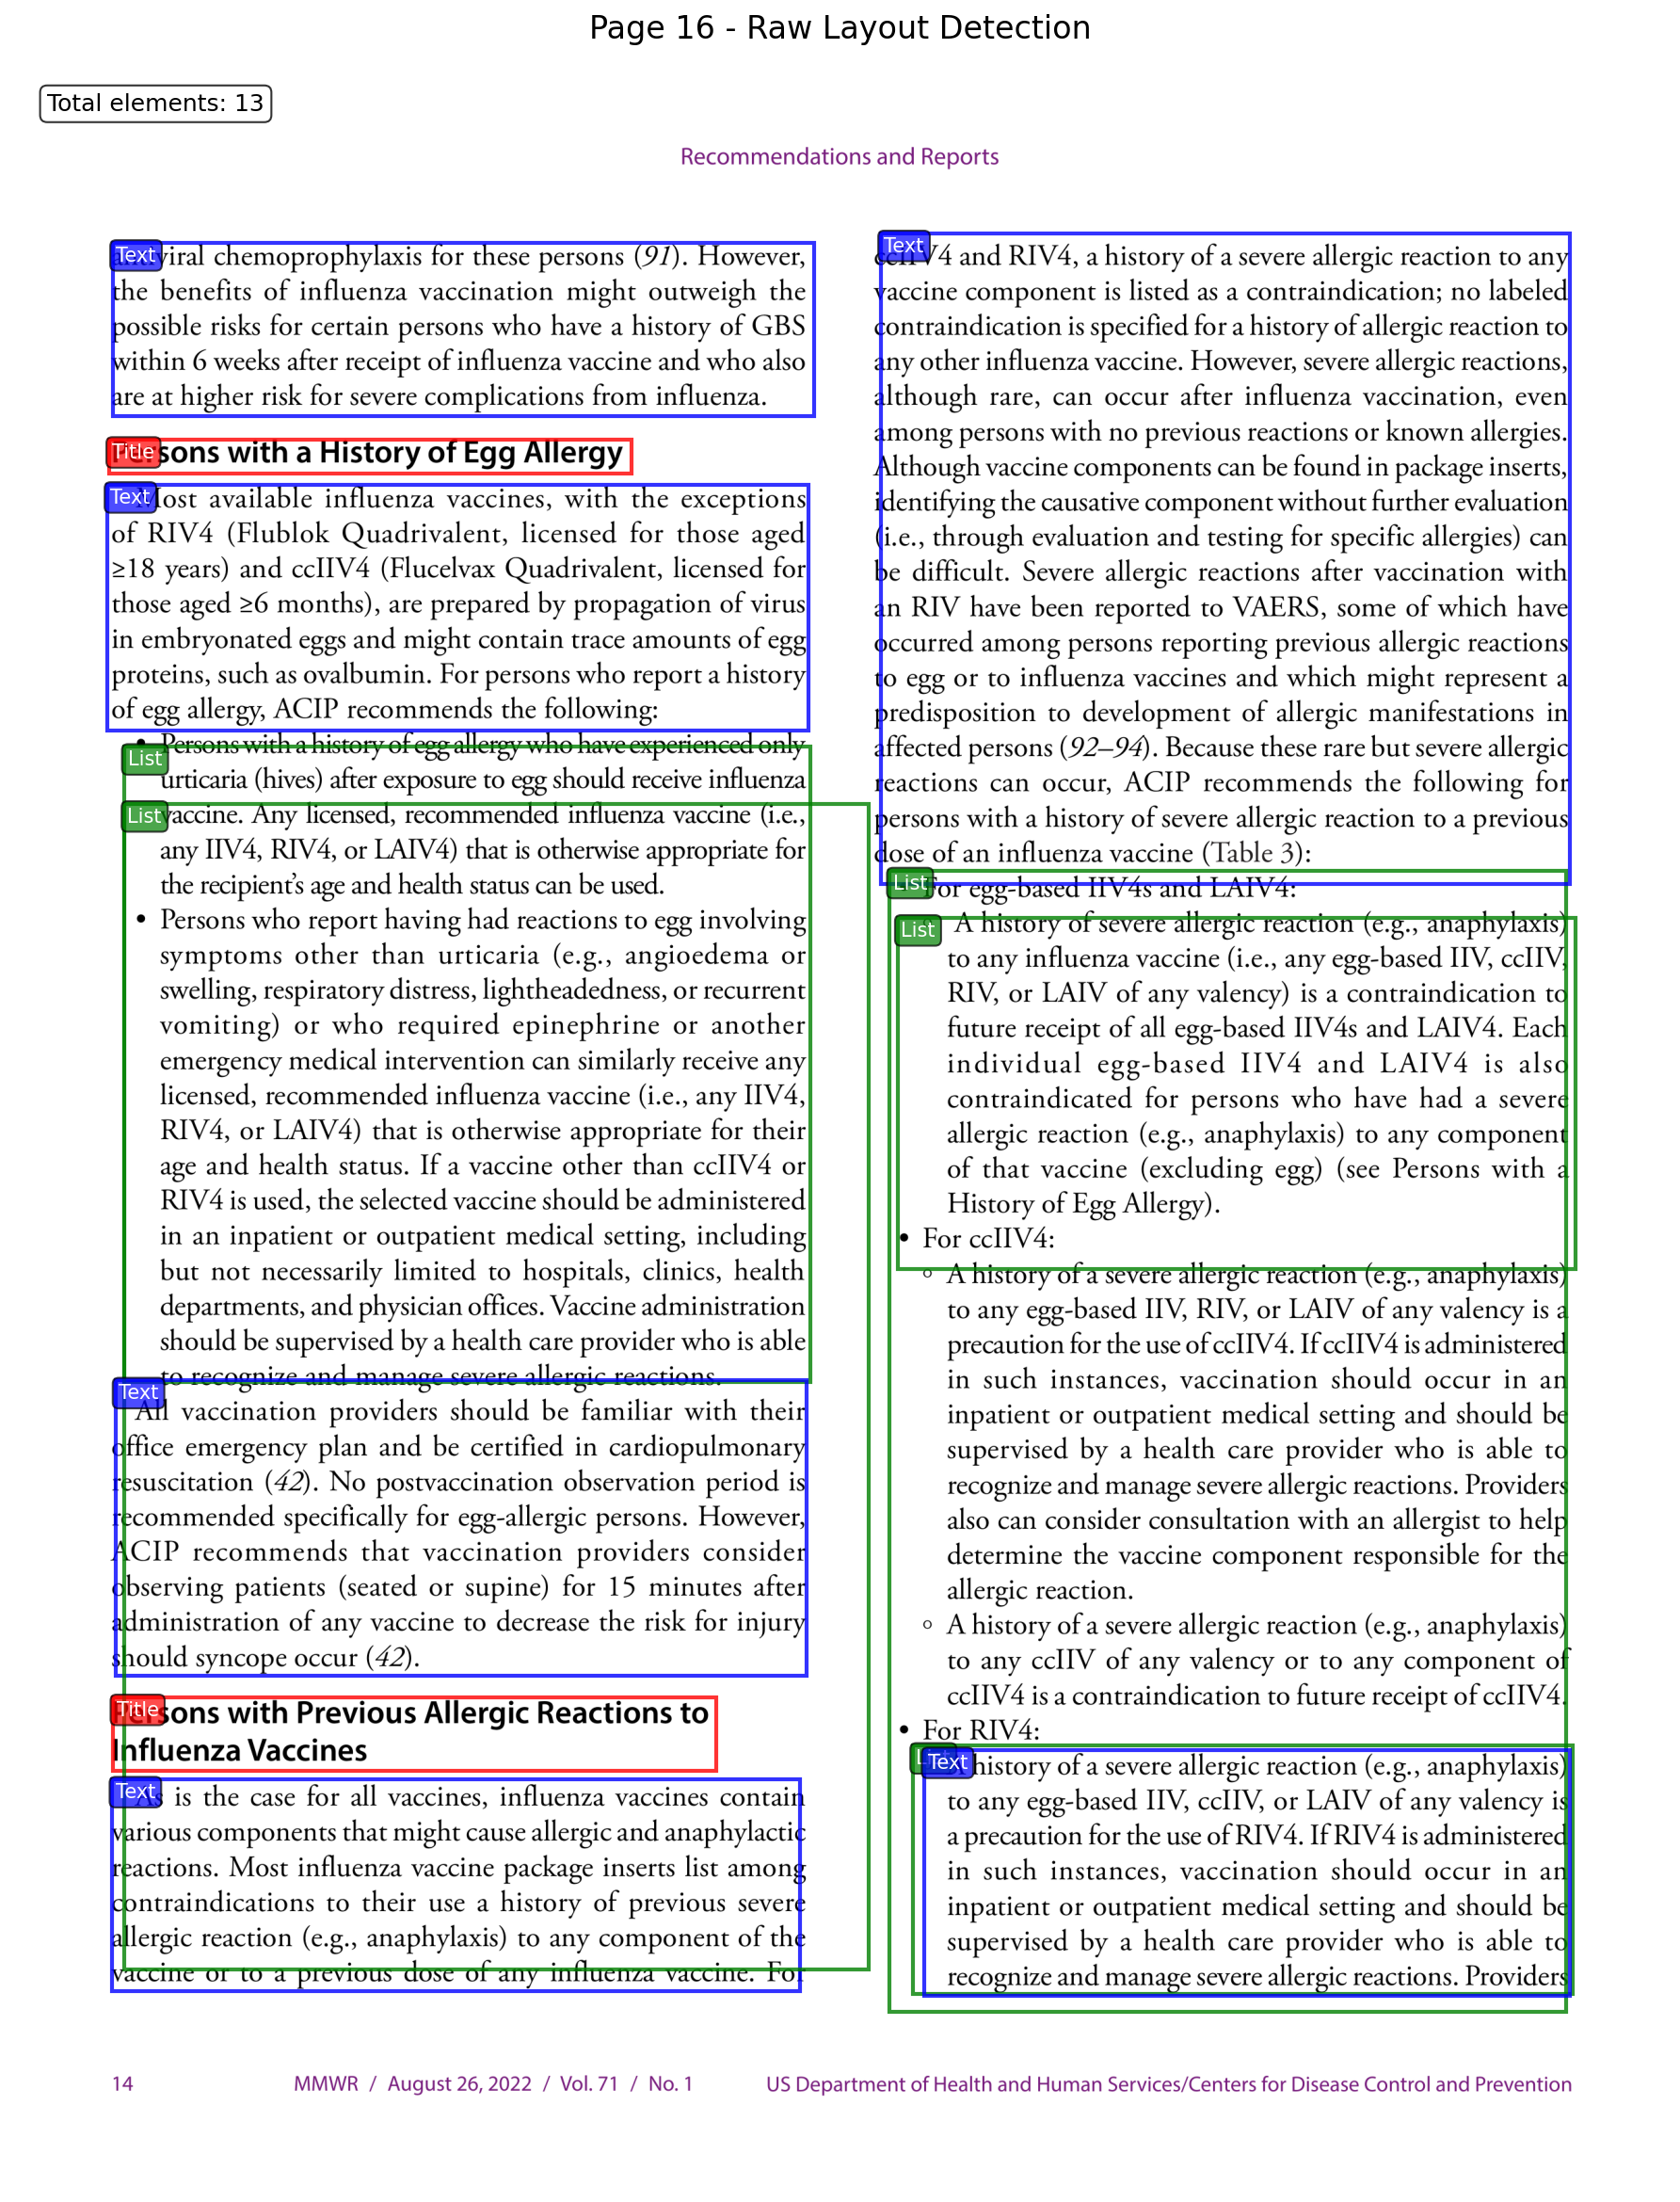 Page 16 - Raw Layout Detection
Total elements: 13
Recommendations and Reports
Text
viral chemoprophylaxis for these persons (91). However,
the benefits of influenza vaccination might outweigh the
possible risks for certain persons who have a history of GBS
within 6 weeks after receipt of influenza vaccine and who also
are at higher risk for severe complications from influenza.
Title
Persons with a History of Egg Allergy
Text
Most available influenza vaccines, with the exceptions
of RIV4 (Flublok Quadrivalent, licensed for those aged
≥18 years) and ccIIV4 (Flucelvax Quadrivalent, licensed for
those aged ≥6 months), are prepared by propagation of virus
in embryonated eggs and might contain trace amounts of egg
proteins, such as ovalbumin. For persons who report a history
of egg allergy, ACIP recommends the following:
• Persons with a history of egg allergy who have experienced only
List
urticaria (hives) after exposure to egg should receive influenza
List
vaccine. Any licensed, recommended influenza vaccine (i.e.,
any IIV4, RIV4, or LAIV4) that is otherwise appropriate for
the recipient's age and health status can be used.
• Persons who report having had reactions to egg involving
symptoms other than urticaria (e.g., angioedema or
swelling, respiratory distress, lightheadedness, or recurrent
vomiting) or who required epinephrine or another
emergency medical intervention can similarly receive any
licensed, recommended influenza vaccine (i.e., any IIV4,
RIV4, or LAIV4) that is otherwise appropriate for their
age and health status. If a vaccine other than ccIIV4 or
RIV4 is used, the selected vaccine should be administered
in an inpatient or outpatient medical setting, including
but not necessarily limited to hospitals, clinics, health
departments, and physician offices. Vaccine administration
should be supervised by a health care provider who is able
to recognize and manage severe allergic reactions.
Text
All vaccination providers should be familiar with their
office emergency plan and be certified in cardiopulmonary
resuscitation (42). No postvaccination observation period is
recommended specifically for egg-allergic persons. However,
ACIP recommends that vaccination providers consider
observing patients (seated or supine) for 15 minutes after
administration of any vaccine to decrease the risk for injury
should syncope occur (42).
Title
Persons with Previous Allergic Reactions to
Influenza Vaccines
Text
As is the case for all vaccines, influenza vaccines contain
various components that might cause allergic and anaphylactic
reactions. Most influenza vaccine package inserts list among
contraindications to their use a history of previous severe
allergic reaction (e.g., anaphylaxis) to any component of the
vaccine or to a previous dose of any influenza vaccine. For
Text
ccIIV4 and RIV4, a history of a severe allergic reaction to any
vaccine component is listed as a contraindication; no labeled
contraindication is specified for a history of allergic reaction to
any other influenza vaccine. However, severe allergic reactions,
although rare, can occur after influenza vaccination, even
among persons with no previous reactions or known allergies.
Although vaccine components can be found in package inserts,
identifying the causative component without further evaluation
(i.e., through evaluation and testing for specific allergies) can
be difficult. Severe allergic reactions after vaccination with
an RIV have been reported to VAERS, some of which have
occurred among persons reporting previous allergic reactions
to egg or to influenza vaccines and which might represent a
predisposition to development of allergic manifestations in
affected persons (92–94). Because these rare but severe allergic
reactions can occur, ACIP recommends the following for
persons with a history of severe allergic reaction to a previous
dose of an influenza vaccine (Table 3):
List
For egg-based IIV4s and LAIV4:
List
A history of severe allergic reaction (e.g., anaphylaxis)
to any influenza vaccine (i.e., any egg-based IIV, ccIIV,
RIV, or LAIV of any valency) is a contraindication to
future receipt of all egg-based IIV4s and LAIV4. Each
individual egg-based IIV4 and LAIV4 is also
contraindicated for persons who have had a severe
allergic reaction (e.g., anaphylaxis) to any component
of that vaccine (excluding egg) (see Persons with a
History of Egg Allergy).
• For ccIIV4:
◦ A history of a severe allergic reaction (e.g., anaphylaxis)
to any egg-based IIV, RIV, or LAIV of any valency is a
precaution for the use of ccIIV4. If ccIIV4 is administered
in such instances, vaccination should occur in an
inpatient or outpatient medical setting and should be
supervised by a health care provider who is able to
recognize and manage severe allergic reactions. Providers
also can consider consultation with an allergist to help
determine the vaccine component responsible for the
allergic reaction.
◦ A history of a severe allergic reaction (e.g., anaphylaxis)
to any ccIIV of any valency or to any component of
ccIIV4 is a contraindication to future receipt of ccIIV4.
• For RIV4:
Text
history of a severe allergic reaction (e.g., anaphylaxis)
to any egg-based IIV, ccIIV, or LAIV of any valency is
a precaution for the use of RIV4. If RIV4 is administered
in such instances, vaccination should occur in an
inpatient or outpatient medical setting and should be
supervised by a health care provider who is able to
recognize and manage severe allergic reactions. Providers
14 MMWR / August 26, 2022 / Vol. 71 / No. 1 US Department of Health and Human Services/Centers for Disease Control and Prevention